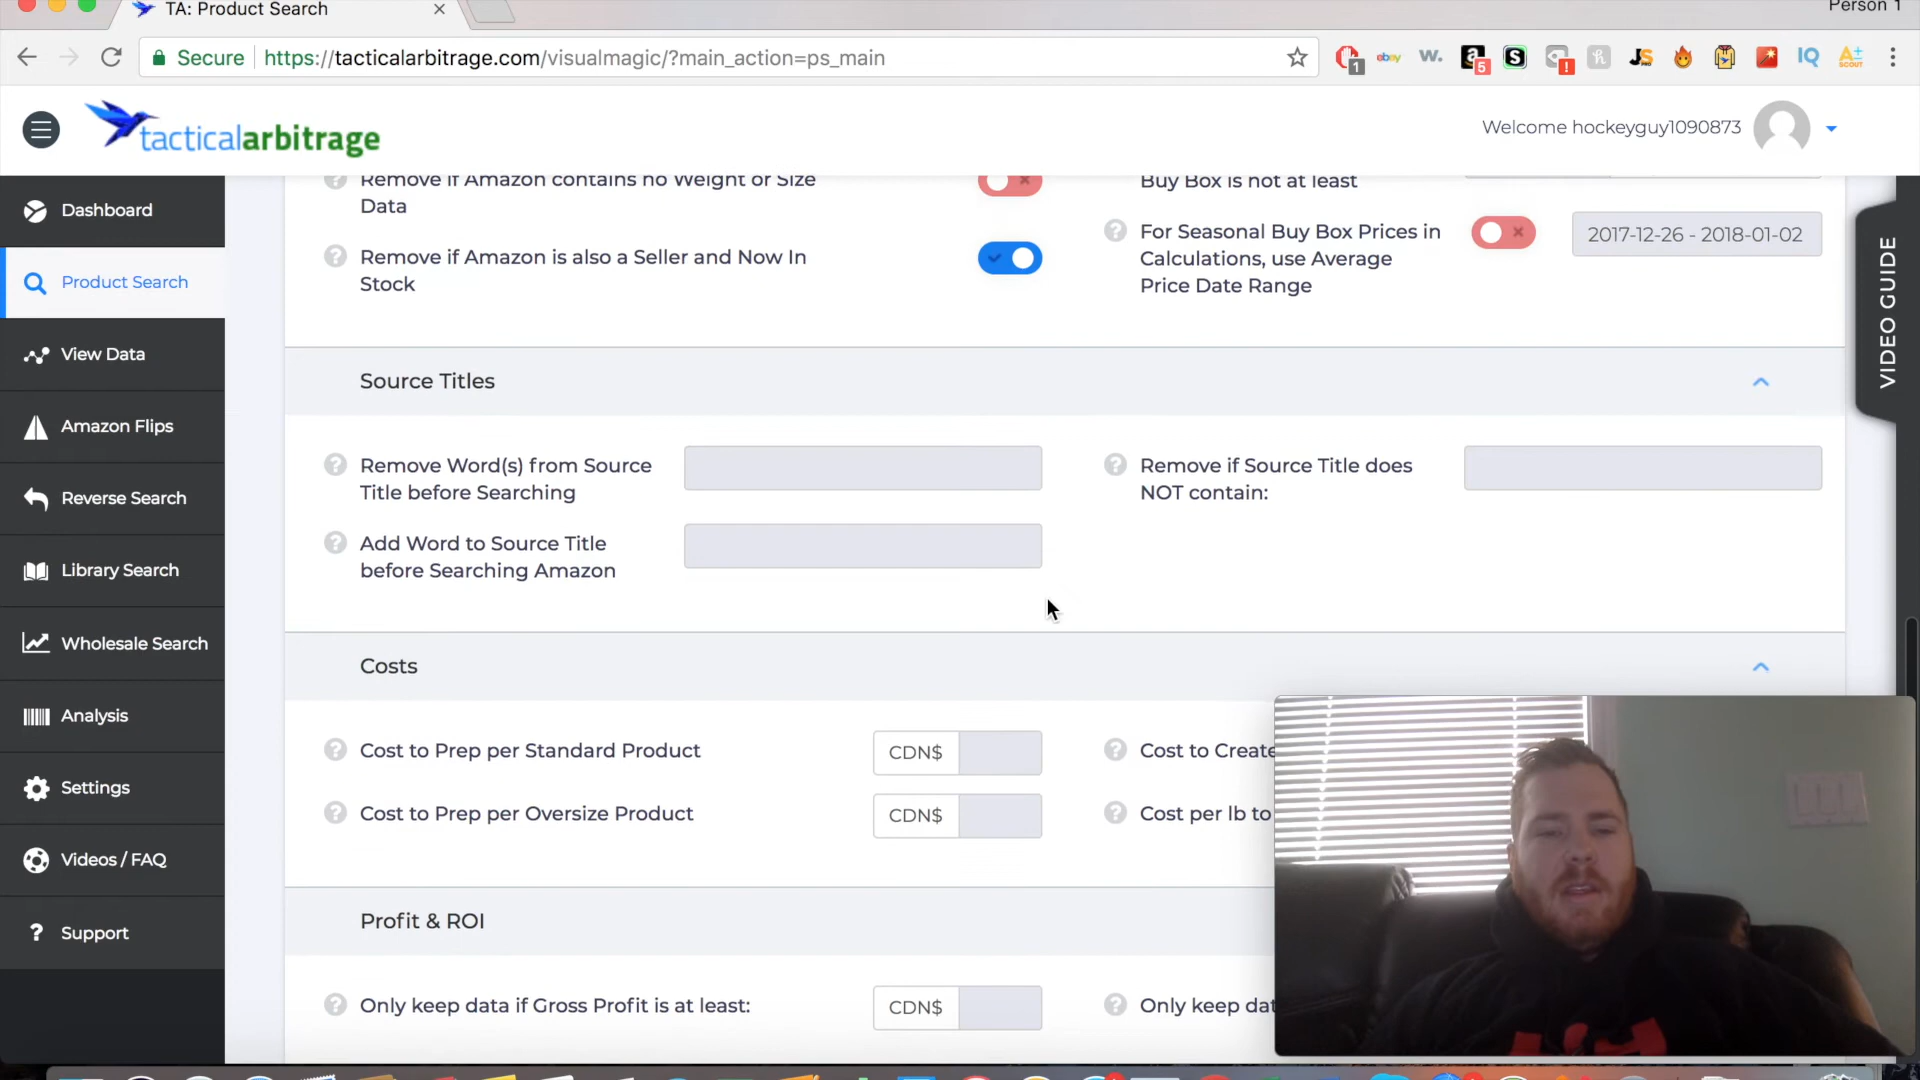 TA: Product Search
Person 1
Secure
https://tacticalarbitrage.com/visualmagic/?main_action=ps_main
1
ebay
w.
a
5
S
!
h
JS
IQ
A±
SCOUT
tacticalarbitrage
Welcome hockeyguy1090873
Dashboard
Product Search
View Data
Amazon Flips
Reverse Search
Library Search
Wholesale Search
Analysis
Settings
Videos / FAQ
Support
Remove if Amazon contains no Weight or Size
Data
Remove if Amazon is also a Seller and Now In
Stock
Buy Box is not at least
For Seasonal Buy Box Prices in
Calculations, use Average
Price Date Range
2017-12-26 - 2018-01-02
VIDEO GUIDE
Source Titles
Remove Word(s) from Source
Title before Searching
Remove if Source Title does
NOT contain:
Add Word to Source Title
before Searching Amazon
Costs
Cost to Prep per Standard Product
CDN$
Cost to Create
Cost to Prep per Oversize Product
CDN$
Cost per lb to
Profit & ROI
Only keep data if Gross Profit is at least:
CDN$
Only keep dat